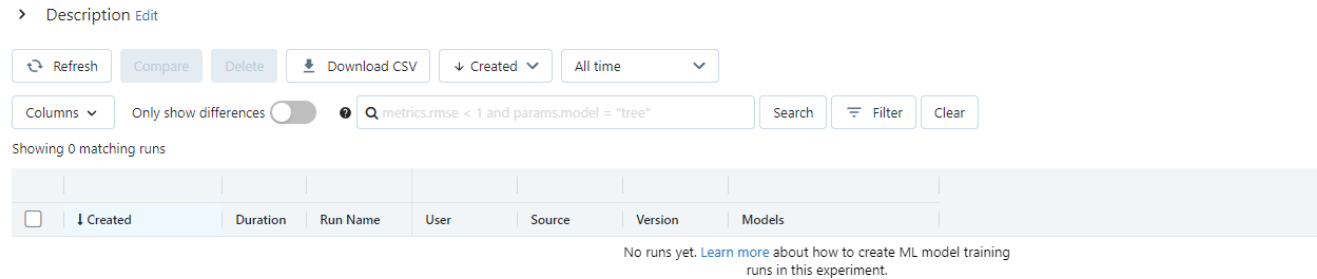 Description Edit
Refresh Compare Delete Download CSV ↓ Created All time
Columns Only show differences metrics.rmse < 1 and params.model = "tree" Search Filter Clear
Showing 0 matching runs
↓ Created Duration Run Name User Source Version Models
No runs yet. Learn more about how to create ML model training
runs in this experiment.